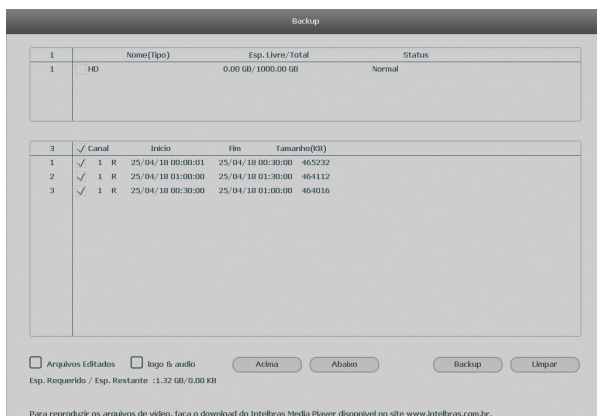 Backup
1 Nome(Tipo) Esp. Livre/Total Status
1 HD 0.00 GB/1000.00 GB Normal
3 Canal Início Fim Tamanho(KB)
1 1 R 25/04/18 00:00:01 25/04/18 00:30:00 465232
2 1 R 25/04/18 01:00:00 25/04/18 01:30:00 464112
3 1 R 25/04/18 00:30:00 25/04/18 01:00:00 464016
Arquivos Editados logo & audio Acima Abaixo Backup Limpar
Esp. Requerido / Esp. Restante :1.32 GB/0.00 KB
Para reproduzir os arquivos de vídeo, faça o download do Intelbras Media Player disponível no site www.intelbras.com.br.